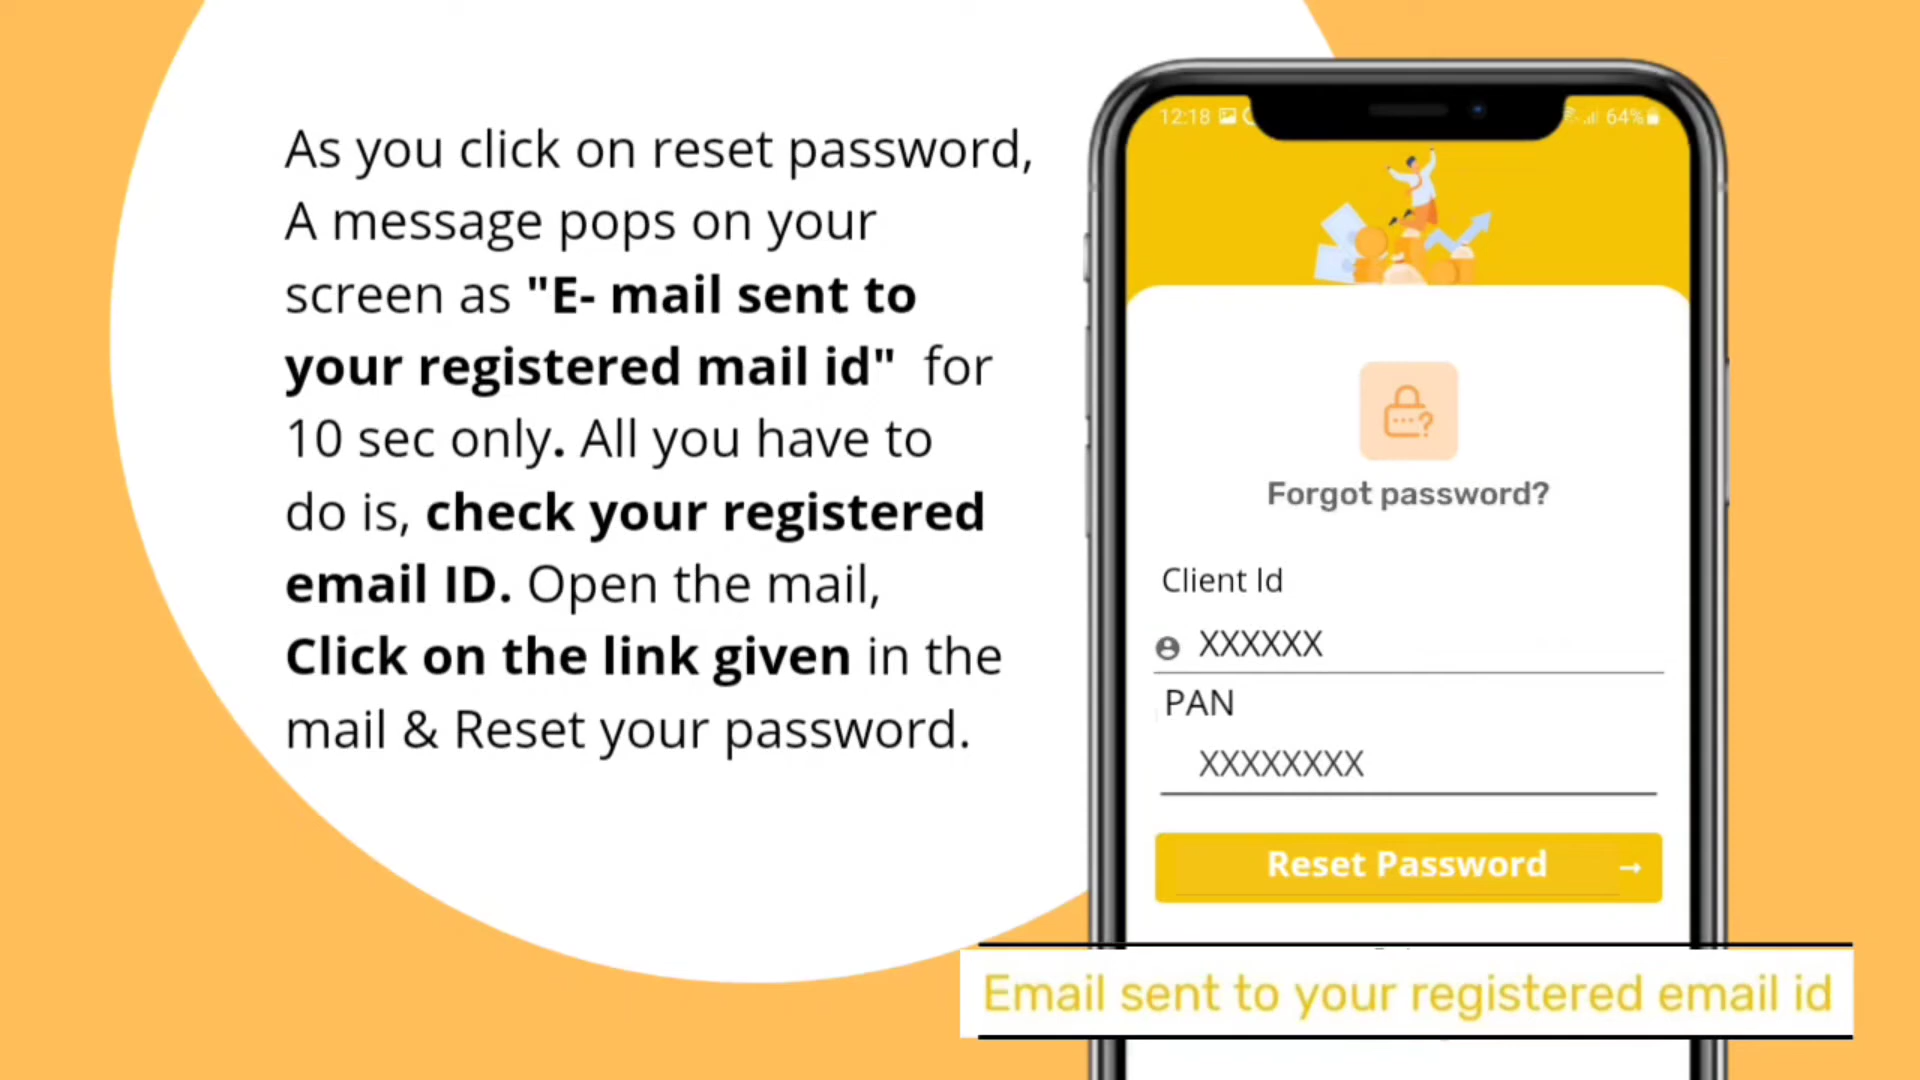 As you click on reset password,
A message pops on your
screen as "E- mail sent to
your registered mail id" for
10 sec only. All you have to
do is, check your registered
email ID. Open the mail,
Click on the link given in the
mail & Reset your password.
12:18
64%
Forgot password?
Client Id
XXXXXX
PAN
XXXXXXXX
Reset Password →
Email sent to your registered email id